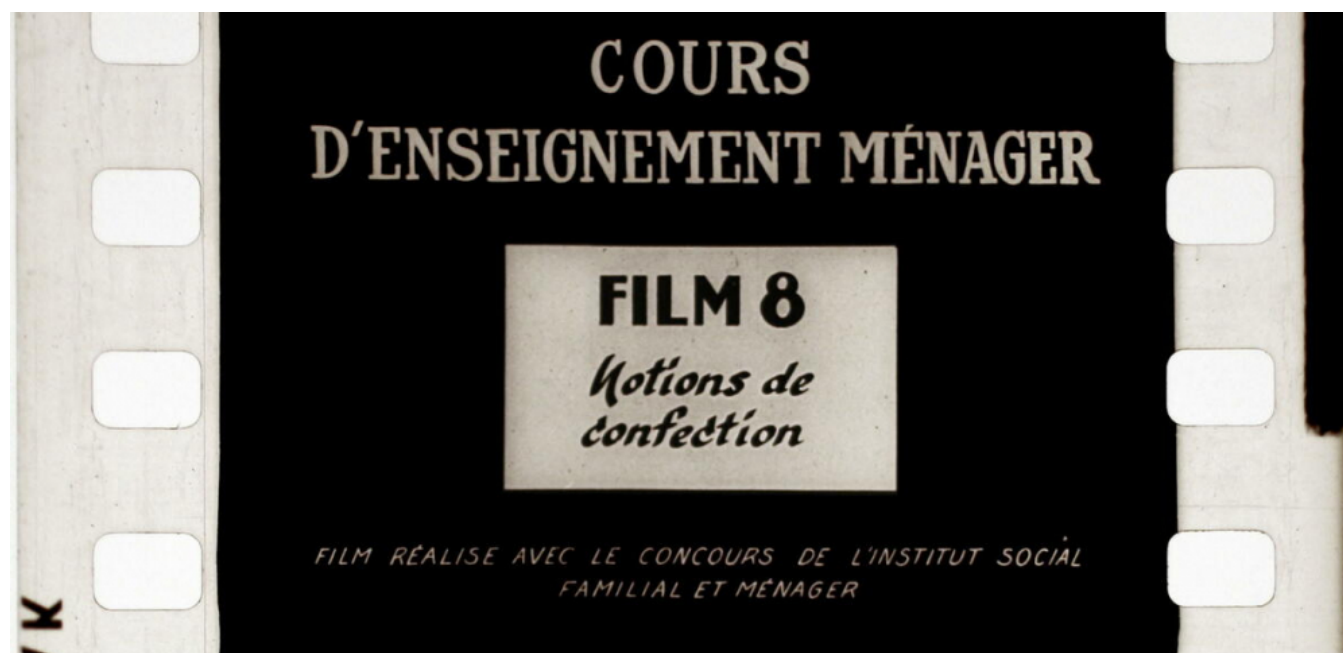 COURS
D'ENSEIGNEMENT MÉNAGER
FILM 8
Notions de
confection
FILM RÉALISE AVEC LE CONCOURS DE L'INSTITUT SOCIAL
FAMILIAL ET MÉNAGER
K